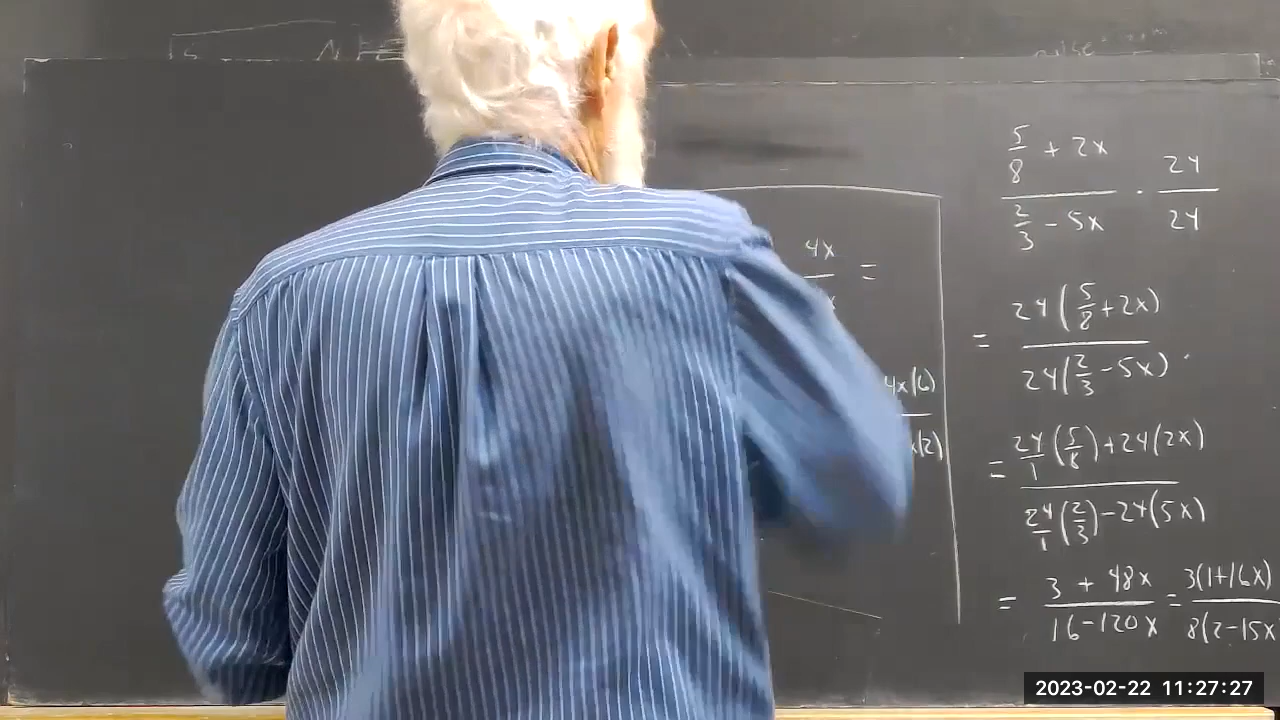 5/8 + 2x / 2/3 - 5x · 24/24
4x
=
= 24(5/8 + 2x) / 24(2/3 - 5x)
4x(6)
x(2)
= 24/1 (5/8) + 24(2x) / 24/1 (2/3) - 24(5x)
= 3 + 48x / 16 - 120x = 3(1+16x) / 8(2-15x
2023-02-22 11:27:27